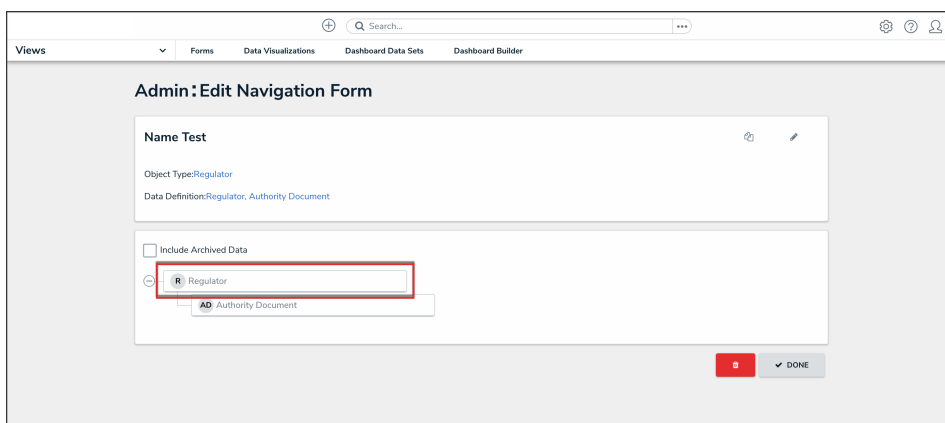 Search...
Views
Forms
Data Visualizations
Dashboard Data Sets
Dashboard Builder
Admin: Edit Navigation Form
Name Test
Object Type:Regulator
Data Definition:Regulator, Authority Document
Include Archived Data
R Regulator
AD Authority Document
DONE